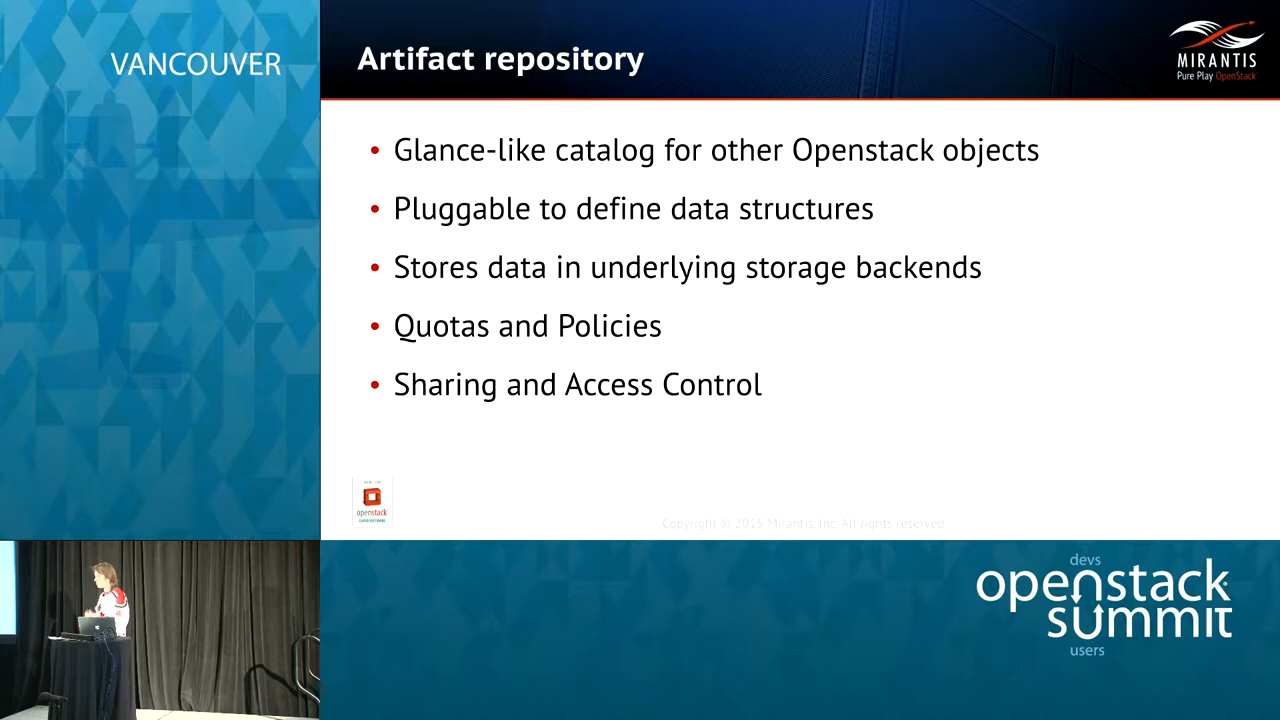 VANCOUVER
Artifact repository
MIRANTIS
Pure Play OpenStack
• Glance-like catalog for other Openstack objects
• Pluggable to define data structures
• Stores data in underlying storage backends
• Quotas and Policies
• Sharing and Access Control
openstack
Copyright © 2015 Mirantis, Inc. All rights reserved
devs
openstack
summit
users